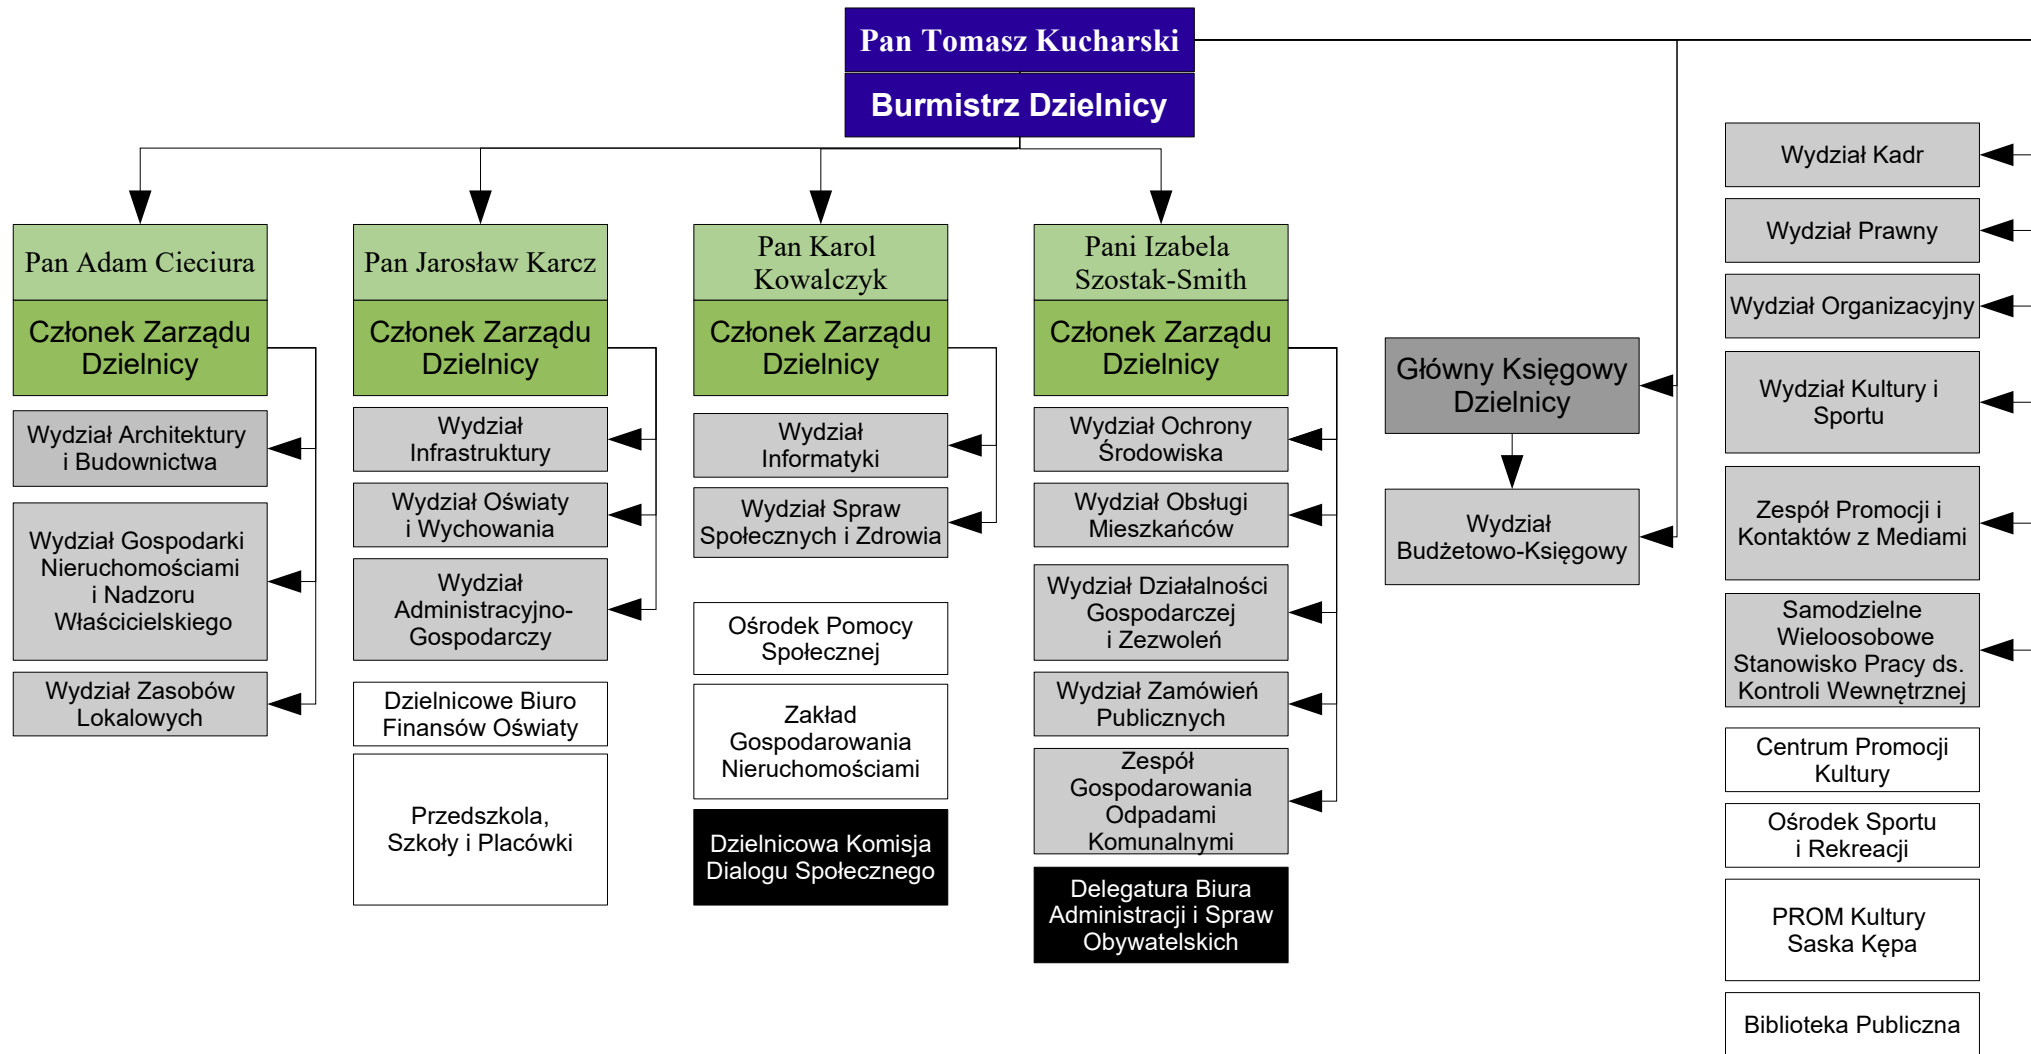 Pan Tomasz Kucharski
Burmistrz Dzielnicy
Pan Adam Cieciura
Członek Zarządu
Dzielnicy
Wydział Architektury
i Budownictwa
Wydział Gospodarki
Nieruchomościami
i Nadzoru
Właścicielskiego
Wydział Zasobów
Lokalowych
Pan Jarosław Karcz
Członek Zarządu
Dzielnicy
Wydział
Infrastruktury
Wydział Oświaty
i Wychowania
Wydział
Administracyjno-
Gospodarczy
Dzielnicowe Biuro
Finansów Oświaty
Przedszkola,
Szkoły i Placówki
Pan Karol
Kowalczyk
Członek Zarządu
Dzielnicy
Wydział
Informatyki
Wydział Spraw
Społecznych i Zdrowia
Ośrodek Pomocy
Społecznej
Zakład
Gospodarowania
Nieruchomościami
Dzielnicowa Komisja
Dialogu Społecznego
Pani Izabela
Szostak-Smith
Członek Zarządu
Dzielnicy
Wydział Ochrony
Środowiska
Wydział Obsługi
Mieszkańców
Wydział Działalności
Gospodarczej
i Zezwoleń
Wydział Zamówień
Publicznych
Zespół
Gospodarowania
Odpadami
Komunalnymi
Delegatura Biura
Administracji i Spraw
Obywatelskich
Główny Księgowy
Dzielnicy
Wydział
Budżetowo-Księgowy
Wydział Kadr
Wydział Prawny
Wydział Organizacyjny
Wydział Kultury i
Sportu
Zespół Promocji i
Kontaktów z Mediami
Samodzielne
Wieloosobowe
Stanowisko Pracy ds.
Kontroli Wewnętrznej
Centrum Promocji
Kultury
Ośrodek Sportu
i Rekreacji
PROM Kultury
Saska Kępa
Biblioteka Publiczna